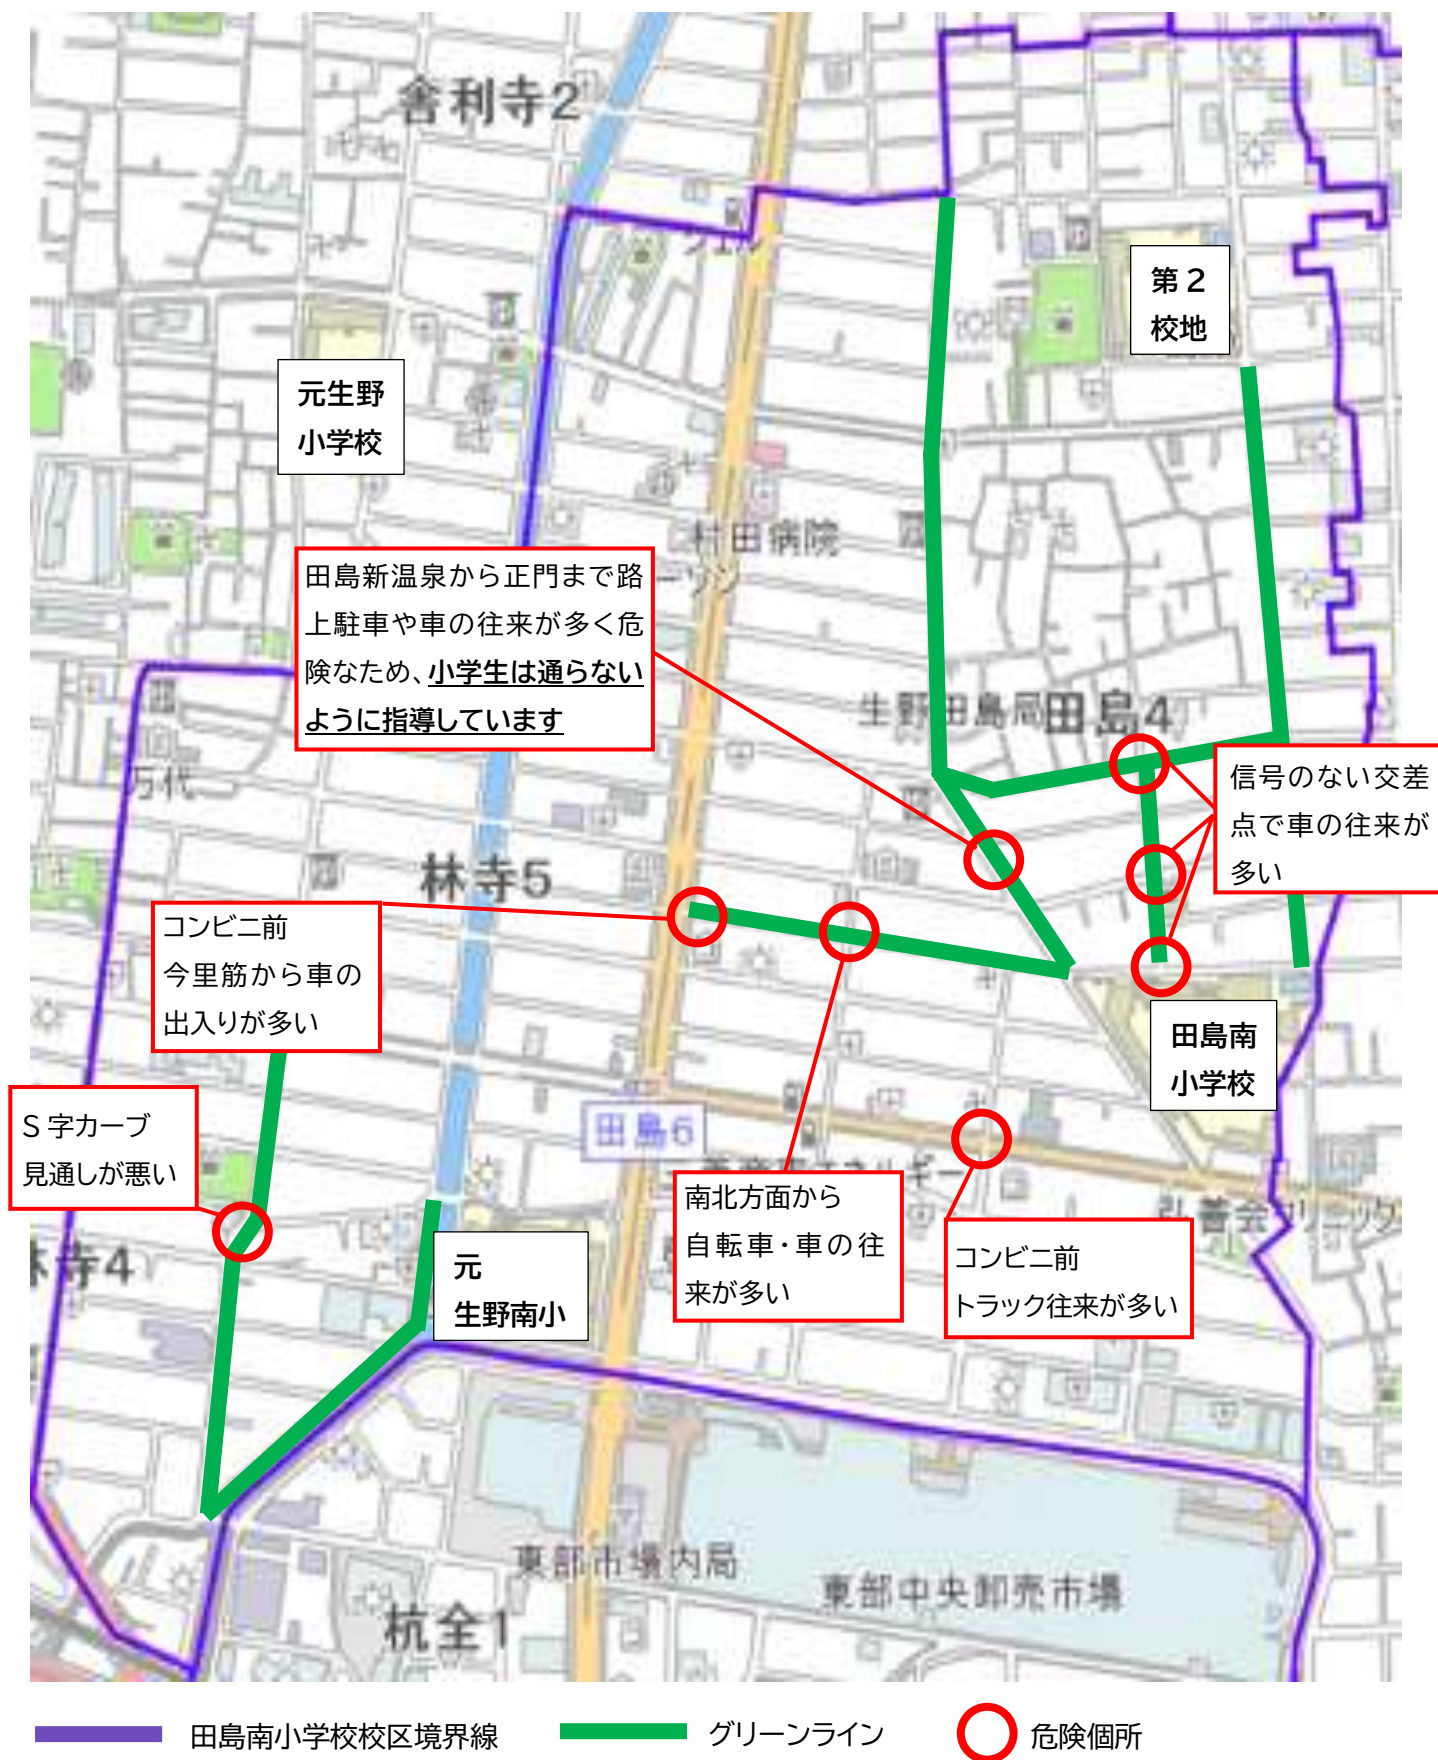 舎利寺2
第2
校地
元生野
小学校
村田病院
田島新温泉から正門まで路
上駐車や車の往来が多く危
険なため、小学生は通らない
ように指導しています
生野田島局
田島4
万代
信号のない交差
点で車の往来が
多い
林寺5
コンビニ前
今里筋から車の
出入りが多い
田島南
小学校
S字カーブ
見通しが悪い
田島6
南北方面から
自転車・車の往
来が多い
弘善会クリニック
コンビニ前
トラック往来が多い
林寺4
元
生野南小
東部市場内局
東部中央卸売市場
杭全1
田島南小学校校区境界線
グリーンライン
危険個所